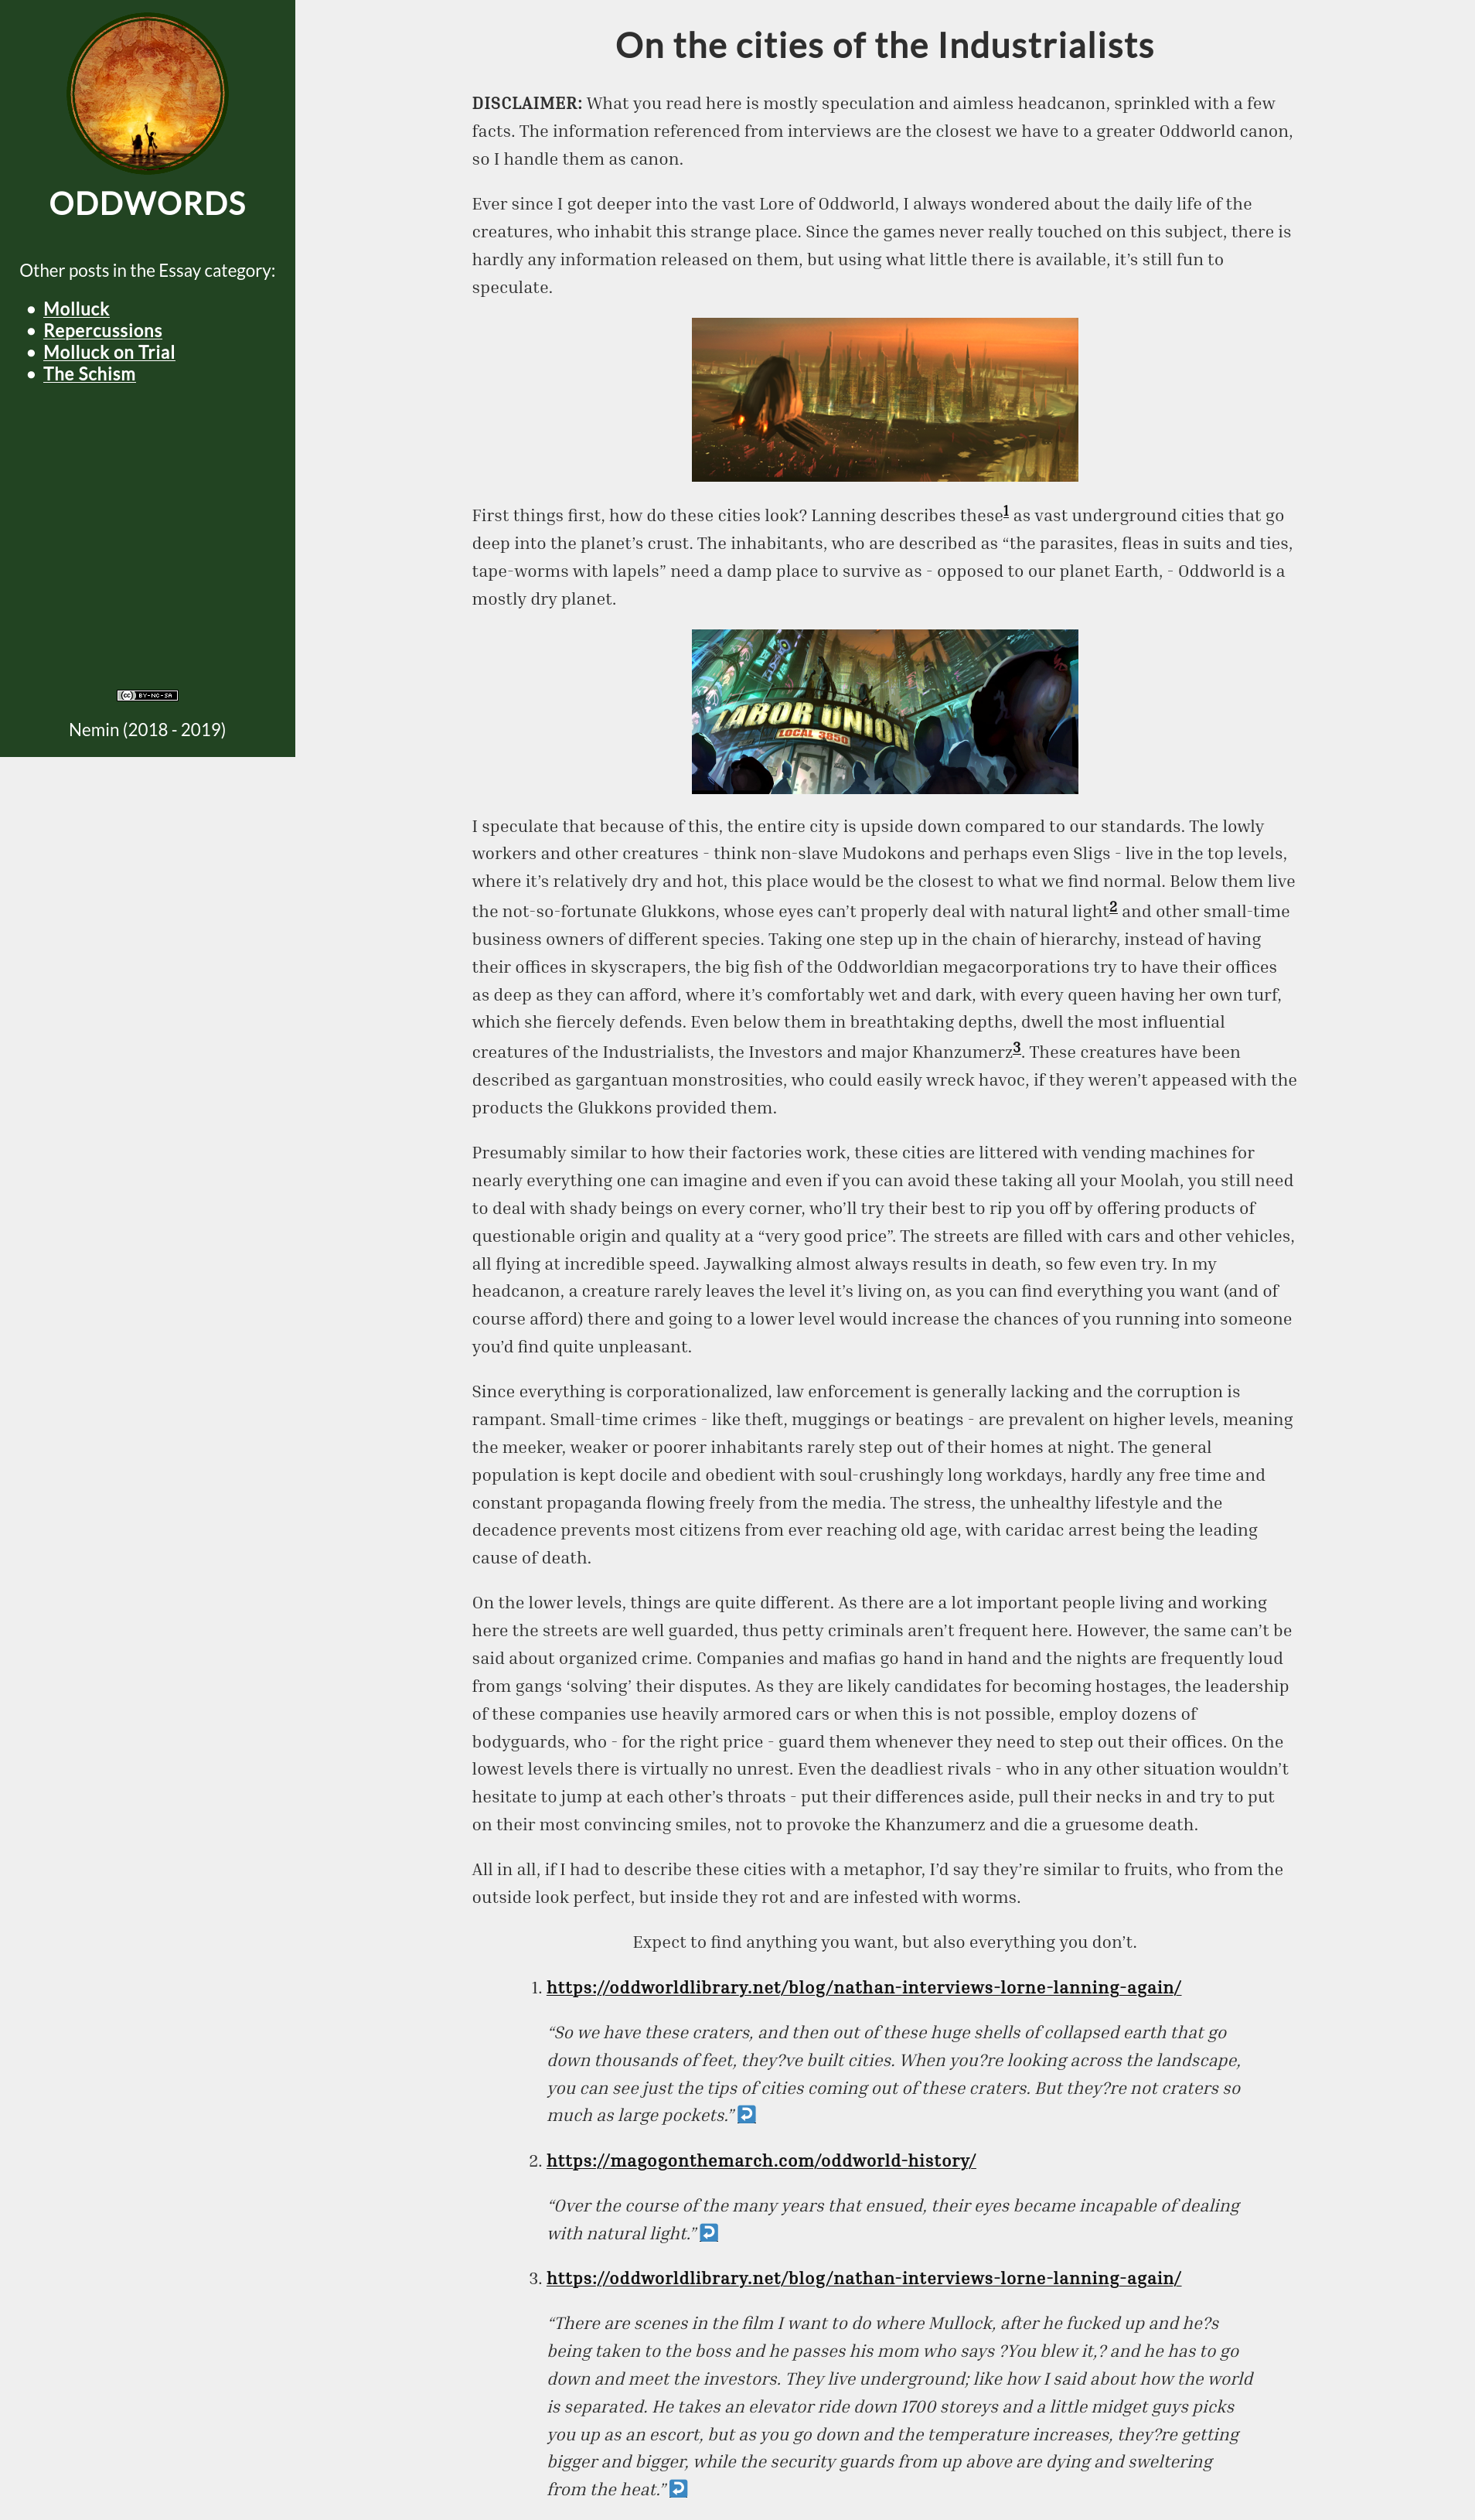 ODDWORDS
Other posts in the Essay category:
• Molluck
• Repercussions
• Molluck on Trial
• The Schism
BY-NC-SA
Nemin (2018 - 2019)
On the cities of the Industrialists
DISCLAIMER: What you read here is mostly speculation and aimless headcanon, sprinkled with a few
facts. The information referenced from interviews are the closest we have to a greater Oddworld canon,
so I handle them as canon.
Ever since I got deeper into the vast Lore of Oddworld, I always wondered about the daily life of the
creatures, who inhabit this strange place. Since the games never really touched on this subject, there is
hardly any information released on them, but using what little there is available, it’s still fun to
speculate.
First things first, how do these cities look? Lanning describes these1 as vast underground cities that go
deep into the planet’s crust. The inhabitants, who are described as “the parasites, fleas in suits and ties,
tape-worms with lapels” need a damp place to survive as - opposed to our planet Earth, - Oddworld is a
mostly dry planet.
LABOR UNION
LOCAL 3850
I speculate that because of this, the entire city is upside down compared to our standards. The lowly
workers and other creatures - think non-slave Mudokons and perhaps even Sligs - live in the top levels,
where it’s relatively dry and hot, this place would be the closest to what we find normal. Below them live
the not-so-fortunate Glukkons, whose eyes can’t properly deal with natural light2 and other small-time
business owners of different species. Taking one step up in the chain of hierarchy, instead of having
their offices in skyscrapers, the big fish of the Oddworldian megacorporations try to have their offices
as deep as they can afford, where it’s comfortably wet and dark, with every queen having her own turf,
which she fiercely defends. Even below them in breathtaking depths, dwell the most influential
creatures of the Industrialists, the Investors and major Khanzumerz3. These creatures have been
described as gargantuan monstrosities, who could easily wreck havoc, if they weren’t appeased with the
products the Glukkons provided them.
Presumably similar to how their factories work, these cities are littered with vending machines for
nearly everything one can imagine and even if you can avoid these taking all your Moolah, you still need
to deal with shady beings on every corner, who’ll try their best to rip you off by offering products of
questionable origin and quality at a “very good price”. The streets are filled with cars and other vehicles,
all flying at incredible speed. Jaywalking almost always results in death, so few even try. In my
headcanon, a creature rarely leaves the level it’s living on, as you can find everything you want (and of
course afford) there and going to a lower level would increase the chances of you running into someone
you’d find quite unpleasant.
Since everything is corporationalized, law enforcement is generally lacking and the corruption is
rampant. Small-time crimes - like theft, muggings or beatings - are prevalent on higher levels, meaning
the meeker, weaker or poorer inhabitants rarely step out of their homes at night. The general
population is kept docile and obedient with soul-crushingly long workdays, hardly any free time and
constant propaganda flowing freely from the media. The stress, the unhealthy lifestyle and the
decadence prevents most citizens from ever reaching old age, with caridac arrest being the leading
cause of death.
On the lower levels, things are quite different. As there are a lot important people living and working
here the streets are well guarded, thus petty criminals aren’t frequent here. However, the same can’t be
said about organized crime. Companies and mafias go hand in hand and the nights are frequently loud
from gangs ‘solving’ their disputes. As they are likely candidates for becoming hostages, the leadership
of these companies use heavily armored cars or when this is not possible, employ dozens of
bodyguards, who - for the right price - guard them whenever they need to step out their offices. On the
lowest levels there is virtually no unrest. Even the deadliest rivals - who in any other situation wouldn’t
hesitate to jump at each other’s throats - put their differences aside, pull their necks in and try to put
on their most convincing smiles, not to provoke the Khanzumerz and die a gruesome death.
All in all, if I had to describe these cities with a metaphor, I’d say they’re similar to fruits, who from the
outside look perfect, but inside they rot and are infested with worms.
Expect to find anything you want, but also everything you don’t.
1. https://oddworldlibrary.net/blog/nathan-interviews-lorne-lanning-again/
“So we have these craters, and then out of these huge shells of collapsed earth that go
down thousands of feet, they?ve built cities. When you?re looking across the landscape,
you can see just the tips of cities coming out of these craters. But they?re not craters so
much as large pockets.”
2. https://magogonthemarch.com/oddworld-history/
“Over the course of the many years that ensued, their eyes became incapable of dealing
with natural light.”
3. https://oddworldlibrary.net/blog/nathan-interviews-lorne-lanning-again/
“There are scenes in the film I want to do where Mullock, after he fucked up and he?s
being taken to the boss and he passes his mom who says ?You blew it,? and he has to go
down and meet the investors. They live underground; like how I said about how the world
is separated. He takes an elevator ride down 1700 storeys and a little midget guys picks
you up as an escort, but as you go down and the temperature increases, they?re getting
bigger and bigger, while the security guards from up above are dying and sweltering
from the heat.”